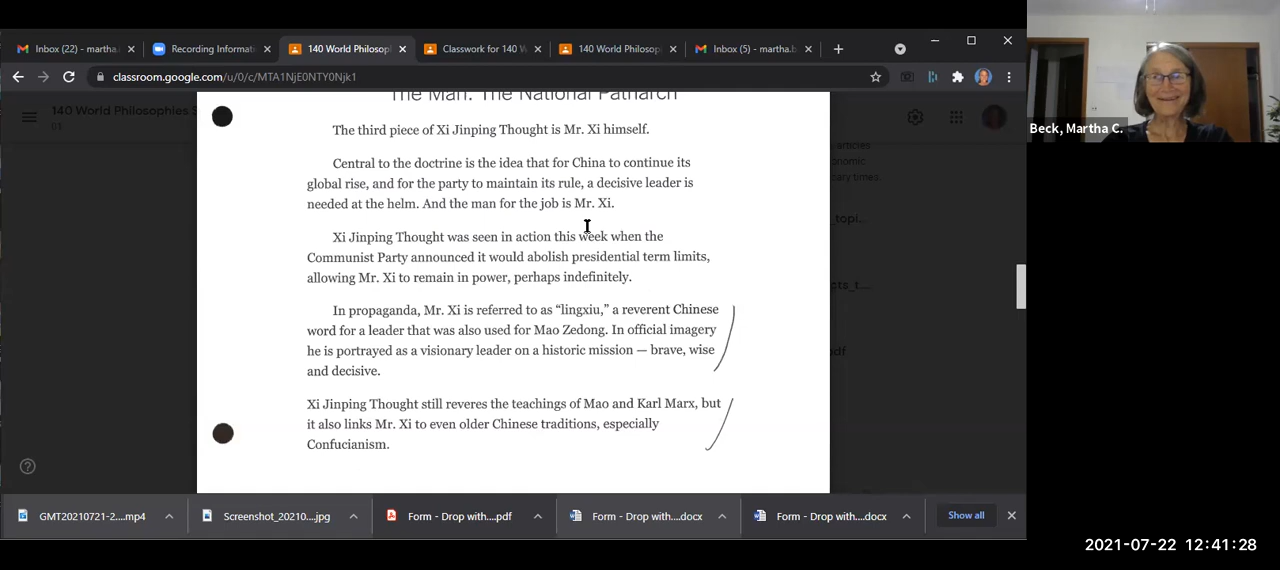 Inbox (22) - martha.
Recording Informati
140 World Philosopl
Classwork for 140 W
140 World Philosop
Inbox (5) - martha.b
classroom.google.com/u/0/c/MTA1NjE0NTY0Njk1
140 World Philosophies S
61
The Man: The National Patriarch
The third piece of Xi Jinping Thought is Mr. Xi himself.
Central to the doctrine is the idea that for China to continue its
global rise, and for the party to maintain its rule, a decisive leader is
needed at the helm. And the man for the job is Mr. Xi.
Xi Jinping Thought was seen in action this week when the
Communist Party announced it would abolish presidential term limits,
allowing Mr. Xi to remain in power, perhaps indefinitely.
In propaganda, Mr. Xi is referred to as “lingxiu,” a reverent Chinese
word for a leader that was also used for Mao Zedong. In official imagery
he is portrayed as a visionary leader on a historic mission — brave, wise
and decisive.
Xi Jinping Thought still reveres the teachings of Mao and Karl Marx, but
it also links Mr. Xi to even older Chinese traditions, especially
Confucianism.
articles
onomic
ary times.
_topi...
cts_t...
df
Beck, Martha C.
GMT20210721-2....mp4
Screenshot_20210....jpg
Form - Drop with....pdf
Form - Drop with....docx
Form - Drop with....docx
Show all
2021-07-22 12:41:28